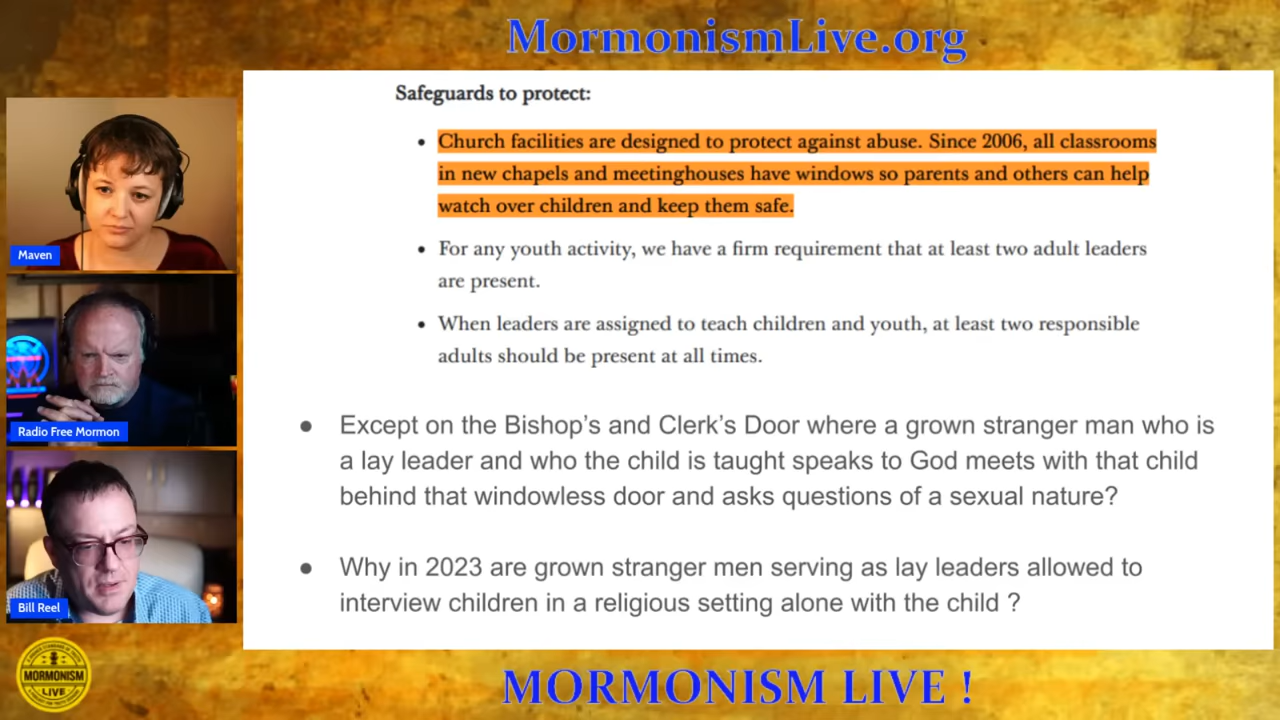 MormonismLive.org
Safeguards to protect:
• Church facilities are designed to protect against abuse. Since 2006, all classrooms
in new chapels and meetinghouses have windows so parents and others can help
watch over children and keep them safe.
• For any youth activity, we have a firm requirement that at least two adult leaders
are present.
• When leaders are assigned to teach children and youth, at least two responsible
adults should be present at all times.
● Except on the Bishop’s and Clerk’s Door where a grown stranger man who is
a lay leader and who the child is taught speaks to God meets with that child
behind that windowless door and asks questions of a sexual nature?
● Why in 2023 are grown stranger men serving as lay leaders allowed to
interview children in a religious setting alone with the child ?
Maven
Radio Free Mormon
Bill Reel
MORMONISM
LIVE
MORMONISM LIVE !